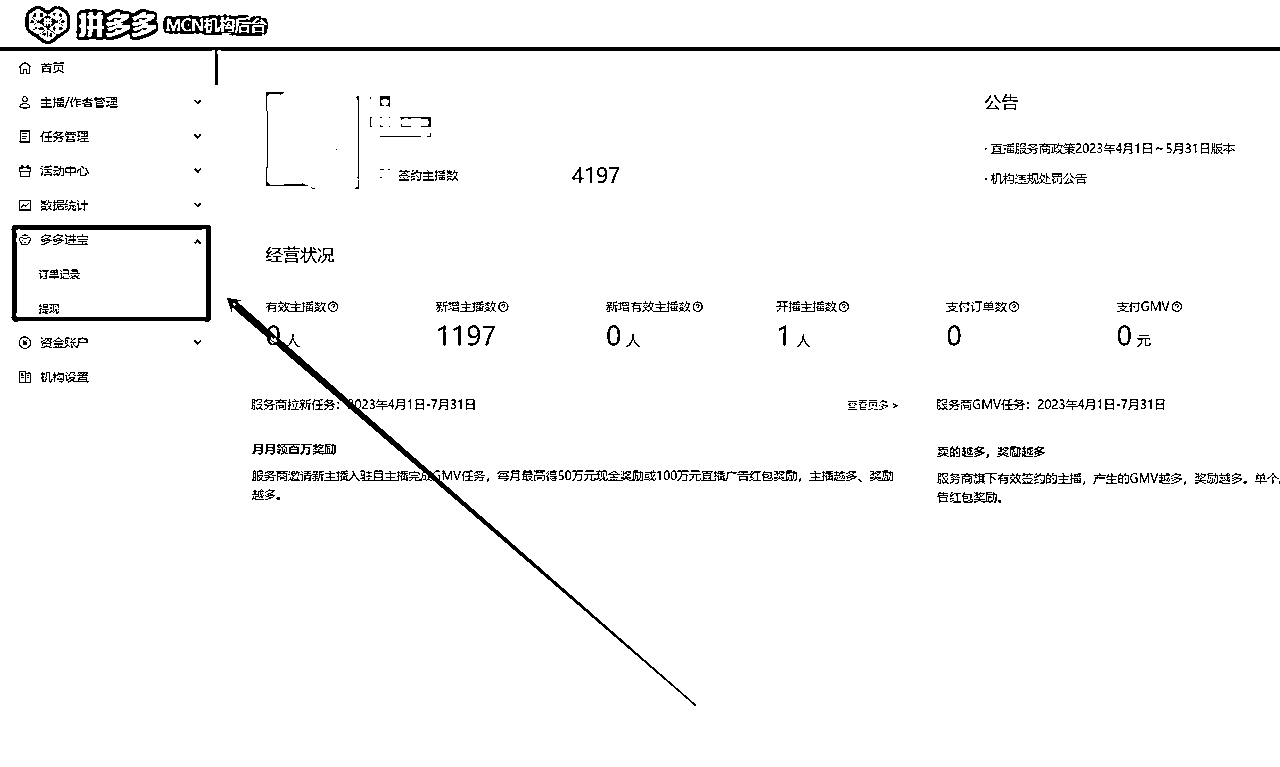 拼多多 MCN机构后台
首页
主播/作者管理
任务管理
活动中心
数据统计
多多进宝
订单记录
提现
资金账户
机构设置
签约主播数 4197
公告
· 直播服务商政策2023年4月1日~5月31日版本
· 机构违规处罚公告
经营状况
有效主播数 新增主播数 新增有效主播数 开播主播数 支付订单数 支付GMV
0人 1197 0人 1人 0 0元
服务商拉新任务：2023年4月1日-7月31日 查看更多 >
月月领百万奖励
服务商邀请新主播入驻且主播完成GMV任务，每月最高得50万元现金奖励或100万元直播广告红包奖励，主播越多、奖励
越多。
服务商GMV任务：2023年4月1日-7月31日
卖的越多，奖励越多
服务商旗下有效签约的主播，产生的GMV越多，奖励越多。单个
告红包奖励。